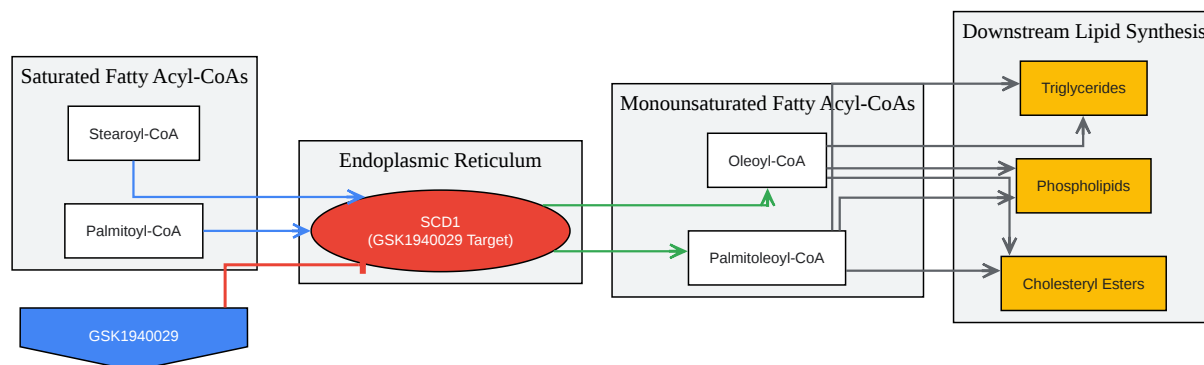 Saturated Fatty Acyl-CoAs
Stearoyl-CoA
Palmitoyl-CoA
GSK1940029
Endoplasmic Reticulum
SCD1
(GSK1940029 Target)
Monounsaturated Fatty Acyl-CoAs
Oleoyl-CoA
Palmitoleoyl-CoA
Downstream Lipid Synthesis
Triglycerides
Phospholipids
Cholesteryl Esters